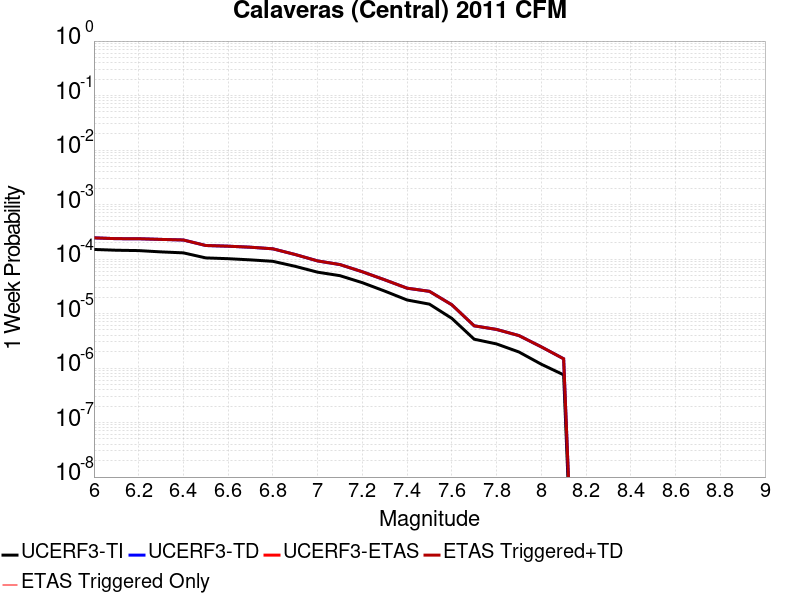 Calaveras (Central) 2011 CFM
1 Week Probability
10^0
10^-1
10^-2
10^-3
10^-4
10^-5
10^-6
10^-7
10^-8
6 6.2 6.4 6.6 6.8 7 7.2 7.4 7.6 7.8 8 8.2 8.4 8.6 8.8 9
Magnitude
UCERF3-TI UCERF3-TD UCERF3-ETAS ETAS Triggered+TD
ETAS Triggered Only